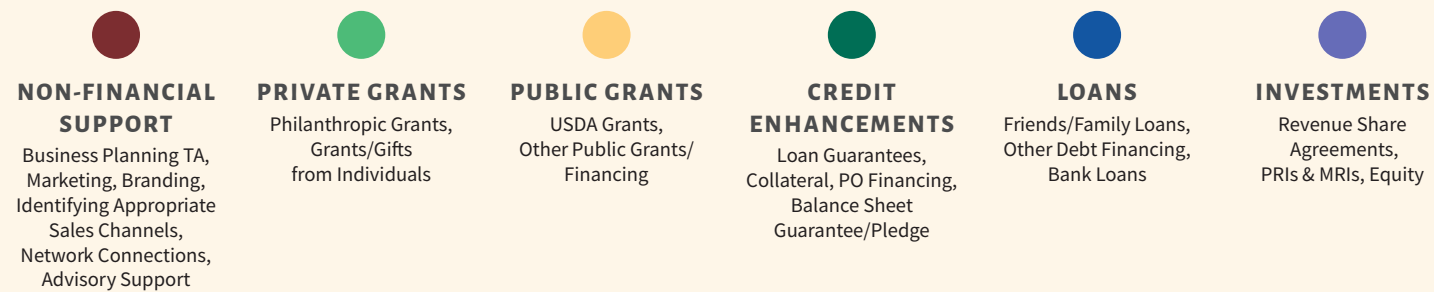 NON-FINANCIAL
SUPPORT
Business Planning TA,
Marketing, Branding,
Identifying Appropriate
Sales Channels,
Network Connections,
Advisory Support
PRIVATE GRANTS
Philanthropic Grants,
Grants/Gifts
from Individuals
PUBLIC GRANTS
USDA Grants,
Other Public Grants/
Financing
CREDIT
ENHANCEMENTS
Loan Guarantees,
Collateral, PO Financing,
Balance Sheet
Guarantee/Pledge
LOANS
Friends/Family Loans,
Other Debt Financing,
Bank Loans
INVESTMENTS
Revenue Share
Agreements,
PRIs & MRIs, Equity